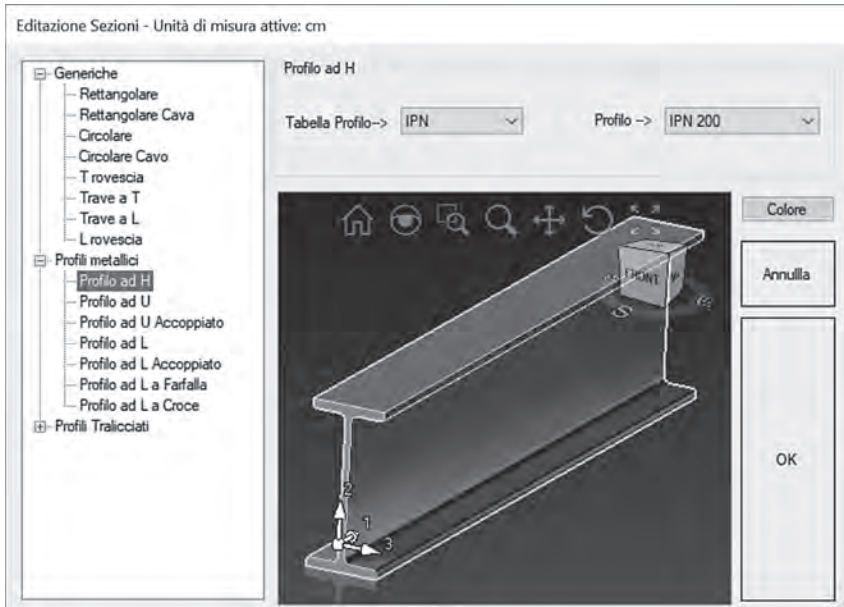 Editazione Sezioni - Unità di misura attive: cm
Generiche
Rettangolare
Rettangolare Cava
Circolare
Circolare Cavo
T rovescia
Trave a T
Trave a L
L rovescia
Profili metallici
Profilo ad H
Profilo ad U
Profilo ad U Accoppiato
Profilo ad L
Profilo ad L Accoppiato
Profilo ad L a Farfalla
Profilo ad L a Croce
Profili Tralicciati
Profilo ad H
Tabella Profilo--> IPN Profilo --> IPN 200
FRONT
S
2
1
3
Colore
Annullla
OK